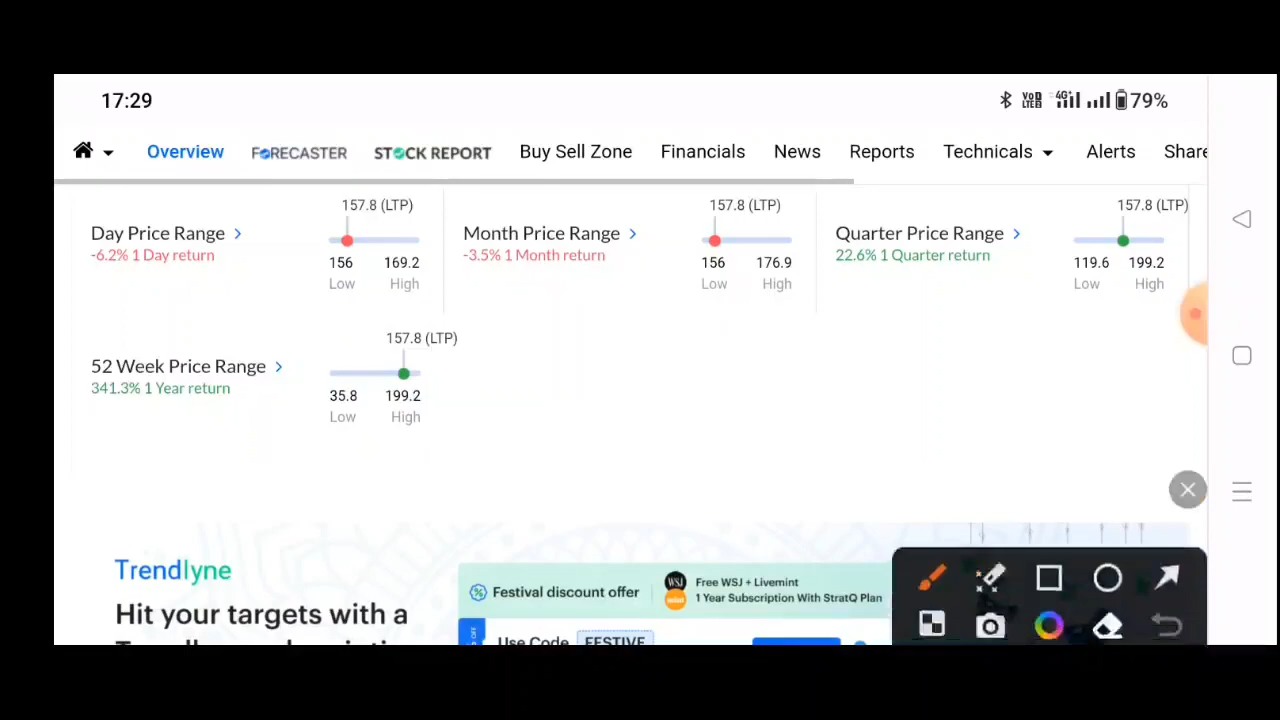 17:29
VoD LTE2 4G+ 79%
Overview FORECASTER STOCK REPORT Buy Sell Zone Financials News Reports Technicals Alerts Share
157.8 (LTP) 157.8 (LTP) 157.8 (LTP)
Day Price Range Month Price Range Quarter Price Range
-6.2% 1 Day return -3.5% 1 Month return 22.6% 1 Quarter return
156 169.2 156 176.9 119.6 199.2
Low High Low High Low High
157.8 (LTP)
52 Week Price Range
341.3% 1 Year return
35.8 199.2
Low High
Trendlyne
Festival discount offer WSJ Free WSJ + Livemint
1 Year Subscription With StratQ Plan
Hit your targets with a
Use Code FESTIVE